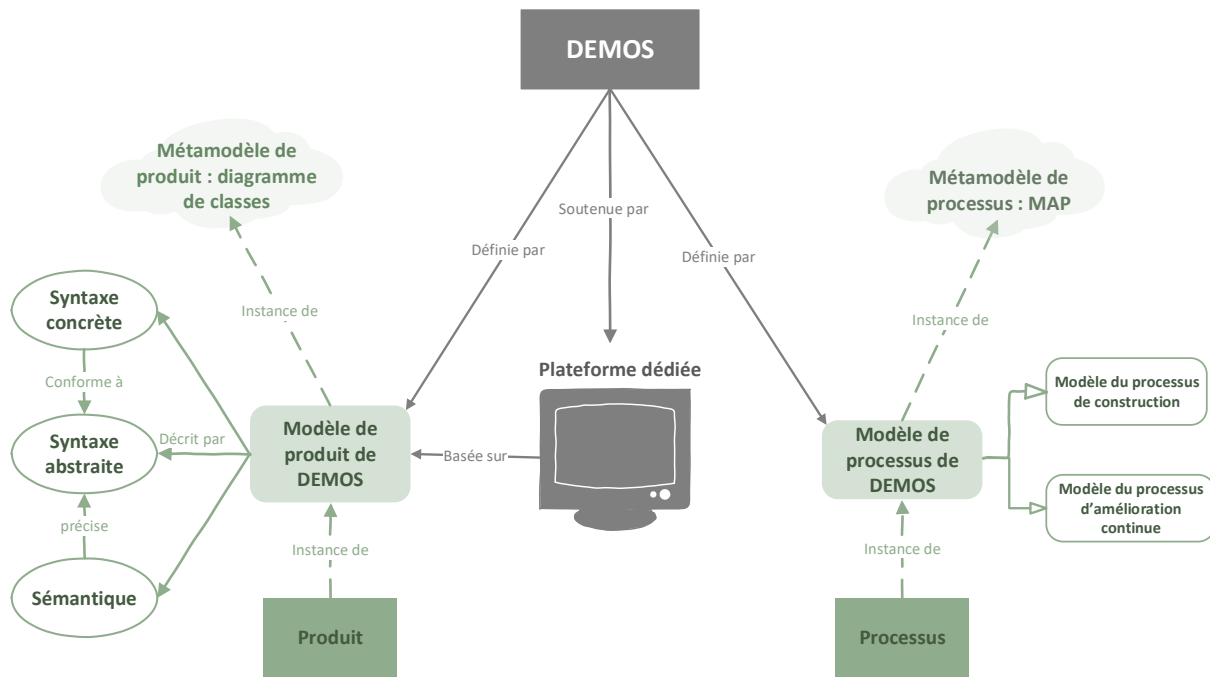 DEMOS
Métamodèle de
produit : diagramme
de classes
Métamodèle de
processus : MAP
Soutenue par
Définie par
Définie par
Instance de
Instance de
Syntaxe
concrète
Conforme à
Syntaxe
abstraite
précise
Sémantique
Décrit par
Modèle de
produit de
DEMOS
Basée sur
Plateforme dédiée
Modèle de
processus de
DEMOS
Modèle du processus
de construction
Modèle du processus
d'amélioration
continue
Instance de
Instance de
Produit
Processus